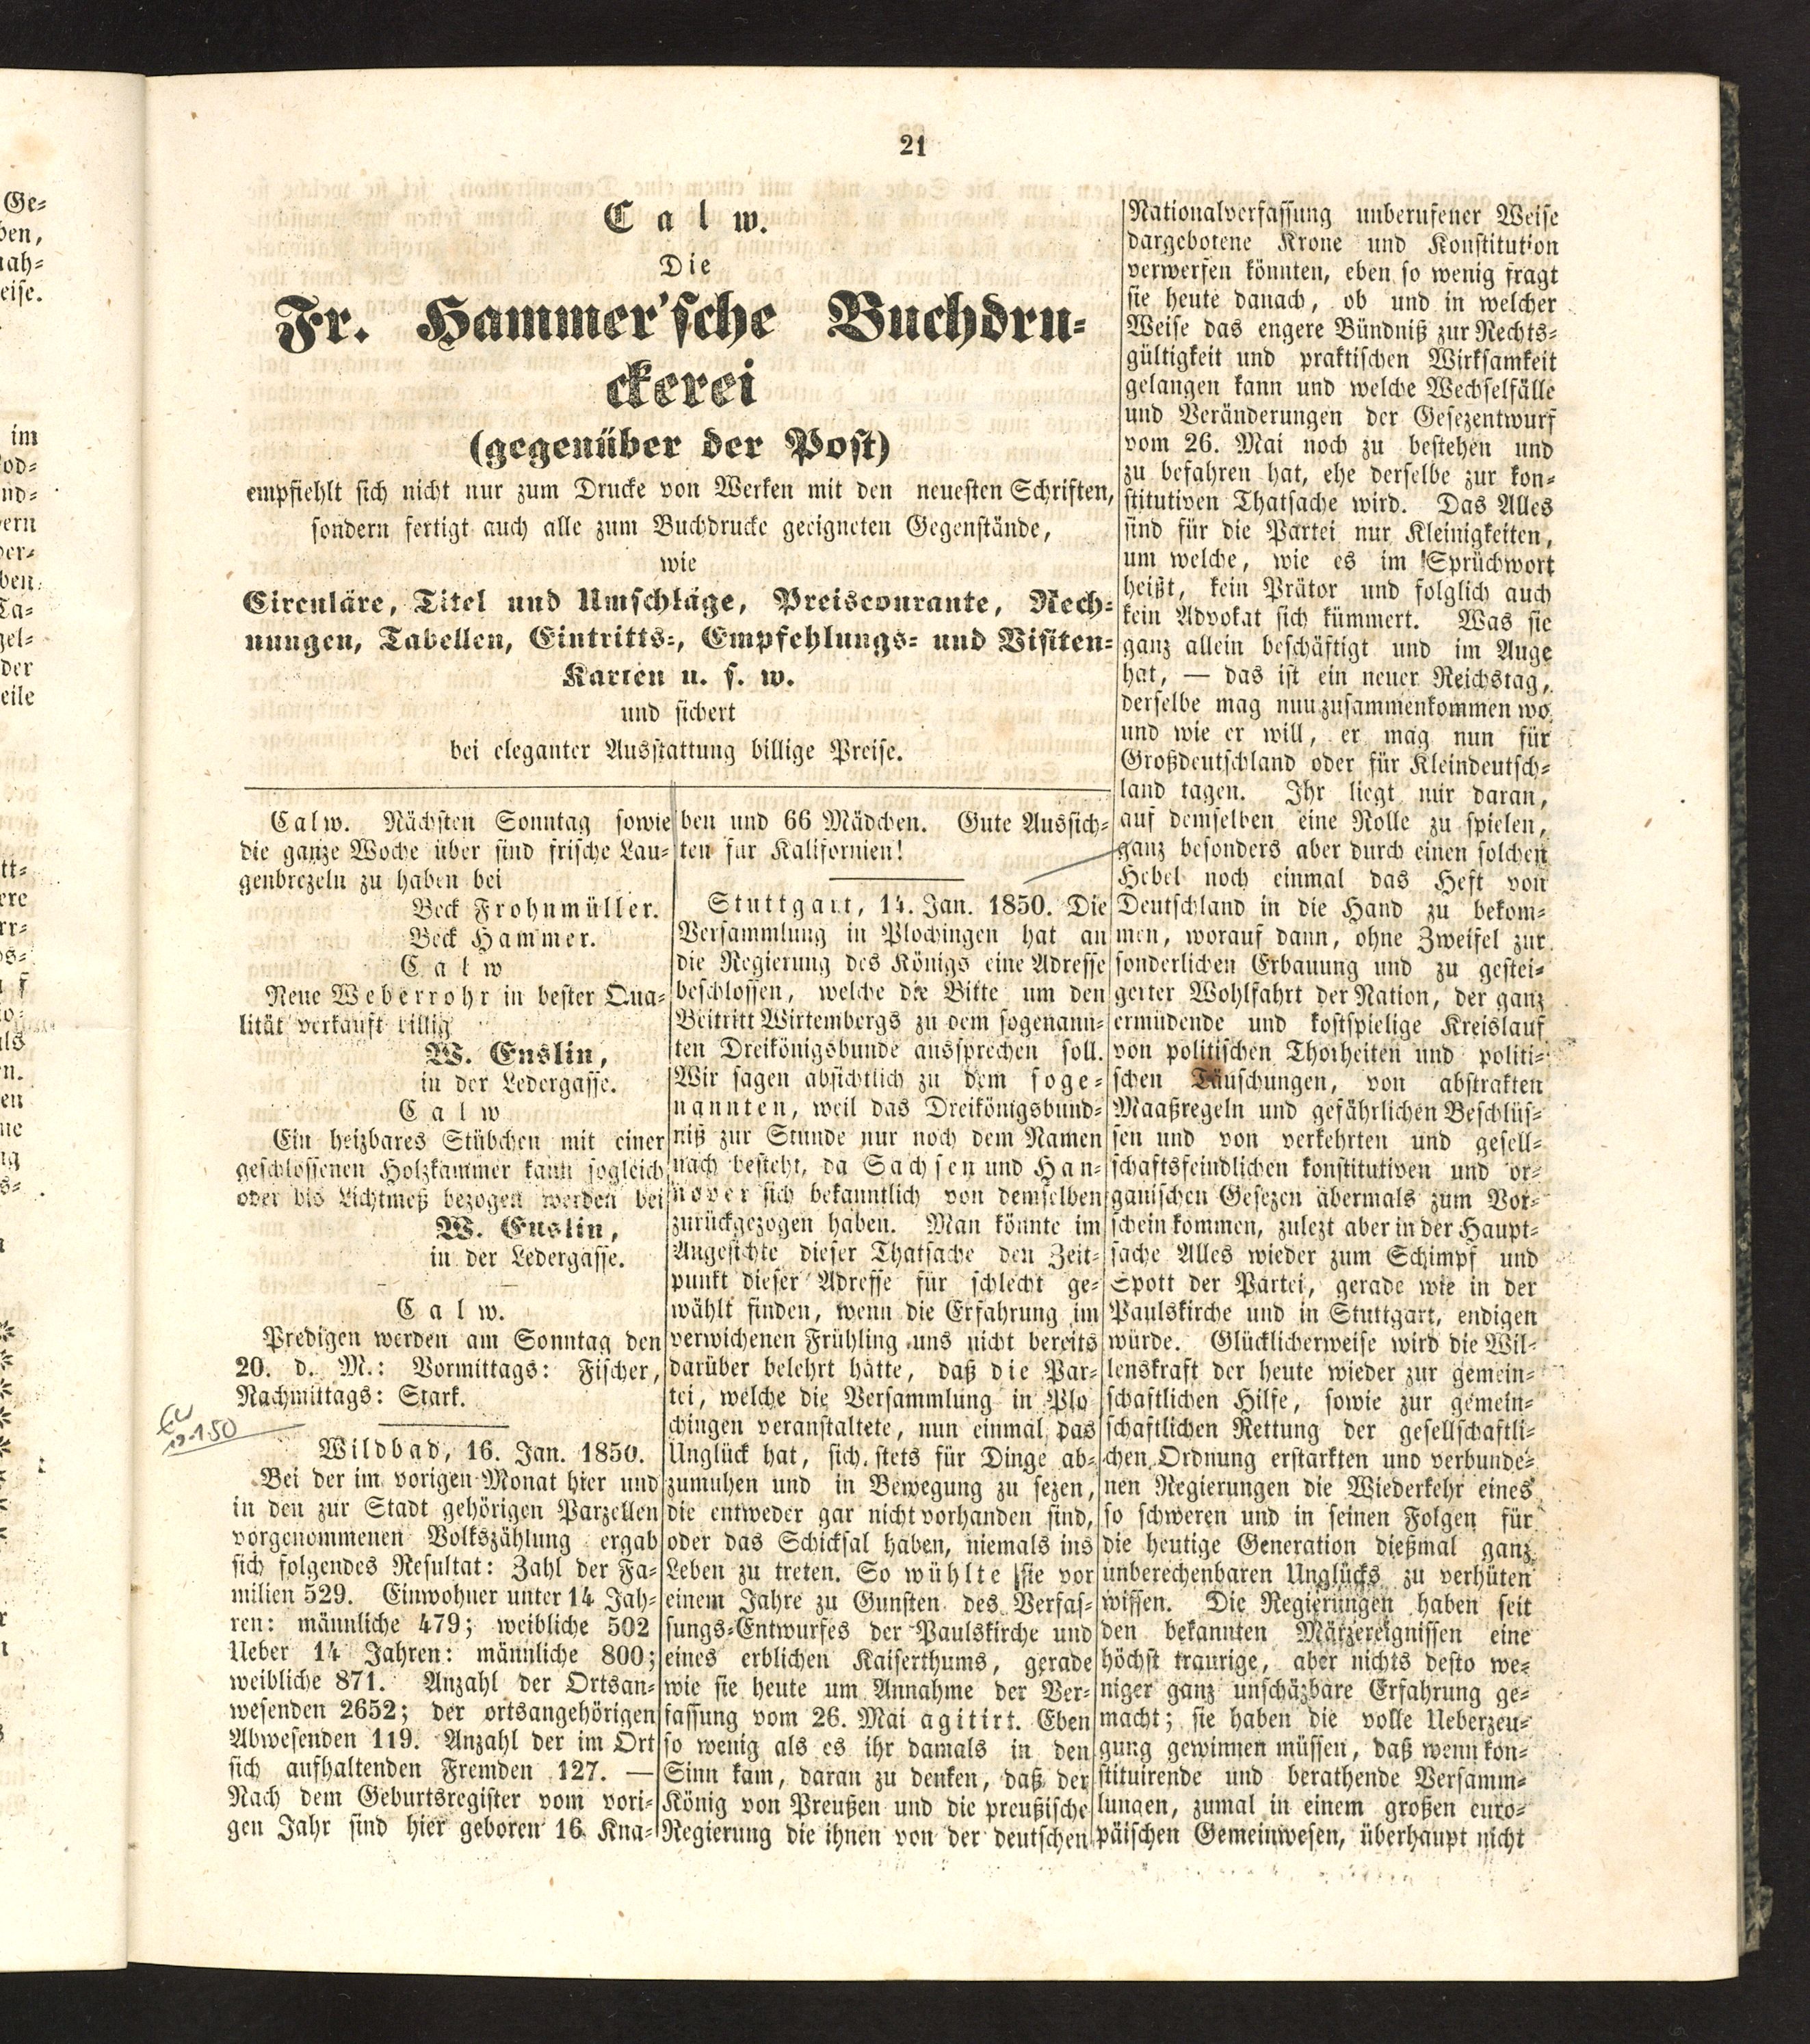 21
Calw.
Die
Fr. Hammer'sche Buchdru-
ckerei
(gegenüber der Post)
empfiehlt sich nicht nur zum Drucke von Werken mit den neuesten Schriften,
sondern fertigt auch alle zum Buchdrucke geeigneten Gegenstände,
wie
Circuläre, Titel und Umschläge, Preiscourante, Rech-
nungen, Tabellen, Eintritts-, Empfehlungs- und Visiten-
Karten u. s. w.
und sichert
bei eleganter Ausstattung billige Preise.
Calw. Nächsten Sonntag sowie
die ganze Woche über sind frische Lau-
genbrezeln zu haben bei
Beck Frohnmüller.
Beck Hammer.
Calw
Neue Weberrohr in bester Qua-
lität verkauft billig
W. Enslin,
in der Ledergasse.
Calw
Ein heizbares Stübchen mit einer
geschlossenen Holzkammer kann sogleich
oder bis Lichtmeß bezogen werden bei
W. Enslin,
in der Ledergasse.
Calw.
Predigen werden am Sonntag den
20. d. M.: Vormittags: Fischer,
Nachmittags: Stark.
Wildbad, 16. Jan. 1850.
Bei der im vorigen Monat hier und
in den zur Stadt gehörigen Parzellen
vorgenommenen Volkszählung ergab
sich folgendes Resultat: Zahl der Fa-
milien 529. Einwohner unter 14 Jah-
ren: männliche 479; weibliche 502
Ueber 14 Jahren: männliche 800;
weibliche 871. Anzahl der Ortsan-
wesenden 2652; der ortsangehörigen
Abwesenden 119. Anzahl der im Ort
sich aufhaltenden Fremden 127. —
Nach dem Geburtsregister vom vori-
gen Jahr sind hier geboren 16 Kna-
ben und 66 Mädchen. Gute Aussich-
ten fur Kalifornien!
Stuttgart, 14. Jan. 1850. Die
Versammlung in Plochingen hat an
die Regierung des Königs eine Adresse
beschlossen, welche die Bitte um den
Beitritt Wirtembergs zu dem sogenann-
ten Dreikönigsbunde aussprechen soll.
Wir sagen absichtlich zu dem soge-
nannten, weil das Dreikönigsbünd-
niß zur Stunde nur noch dem Namen
nach besteht, da Sachsen und Han-
nover sich bekanntlich von demselben
zurückgezogen haben. Man könnte im
Angesichte dieser Thatsache den Zeit-
punkt dieser Adresse für schlecht ge-
wählt finden, wenn die Erfahrung im
verwichenen Frühling uns nicht bereits
darüber belehrt hätte, daß die Par-
tei, welche die Versammlung in Plo
chingen veranstaltete, nun einmal das
Unglück hat, sich stets für Dinge ab-
zumuhen und in Bewegung zu sezen,
die entweder gar nicht vorhanden sind,
oder das Schicksal haben, niemals ins
Leben zu treten. So wühlte sie vor
einem Jahre zu Gunsten des Verfas-
sungs-Entwurfes der Paulskirche und
eines erblichen Kaiserthums, gerade
wie sie heute um Annahme der Ver-
fassung vom 26. Mai agitirt. Eben
so wenig als es ihr damals in den
Sinn kam, daran zu denken, daß der
König von Preußen und die preußische
Regierung die ihnen von der deutschen
Nationalverfassung unberufener Weise
dargebotene Krone und Konstitution
verwerfen könnten, eben so wenig fragt
sie heute danach, ob und in welcher
Weise das engere Bündniß zur Rechts-
gültigkeit und praktischen Wirksamkeit
gelangen kann und welche Wechselfälle
und Veränderungen der Gesezentwurf
vom 26. Mai noch zu bestehen und
zu befahren hat, ehe derselbe zur kon-
stitutiven Thatsache wird. Das Alles
sind für die Partei nur Kleinigkeiten,
um welche, wie es im Sprüchwort
heißt, kein Prätor und folglich auch
kein Advokat sich kümmert. Was sie
ganz allein beschäftigt und im Auge
hat, — das ist ein neuer Reichstag,
derselbe mag nun zusammenkommen wo
und wie er will, er mag nun für
Großdeutschland oder für Kleindeutsch-
land tagen. Ihr liegt nur daran,
auf demselben eine Rolle zu spielen,
ganz besonders aber durch einen solchen
Hebel noch einmal das Heft von
Deutschland in die Hand zu bekom-
men, worauf dann, ohne Zweifel zur
sonderlichen Erbauung und zu gestei-
gerter Wohlfahrt der Nation, der ganz
ermüdende und kostspielige Kreislauf
von politischen Thorheiten und politi-
schen Täuschungen, von abstrakten
Maaßregeln und gefährlichen Beschlüs-
sen und von verkehrten und gesell-
schaftsfeindlichen konstitutiven und or-
ganischen Gesezen abermals zum Vor-
schein kommen, zulezt aber in der Haupt-
sache Alles wieder zum Schimpf und
Spott der Partei, gerade wie in der
Paulskirche und in Stuttgart, endigen
würde. Glücklicherweise wird die Wil-
lenskraft der heute wieder zur gemein-
schaftlichen Hilfe, sowie zur gemein-
schaftlichen Rettung der gesellschaftli-
chen Ordnung erstarkten und verbunde-
nen Regierungen die Wiederkehr eines
so schweren und in seinen Folgen für
die heutige Generation dießmal ganz
unberechenbaren Unglücks zu verhüten
wissen. Die Regierungen haben seit
den bekannten Märzereignissen eine
höchst traurige, aber nichts desto we-
niger ganz unschäzbare Erfahrung ge-
macht; sie haben die volle Ueberzeu-
gung gewinnen müssen, daß wenn kon-
stituirende und berathende Versamm-
lungen, zumal in einem großen euro-
päischen Gemeinwesen, überhaupt nicht